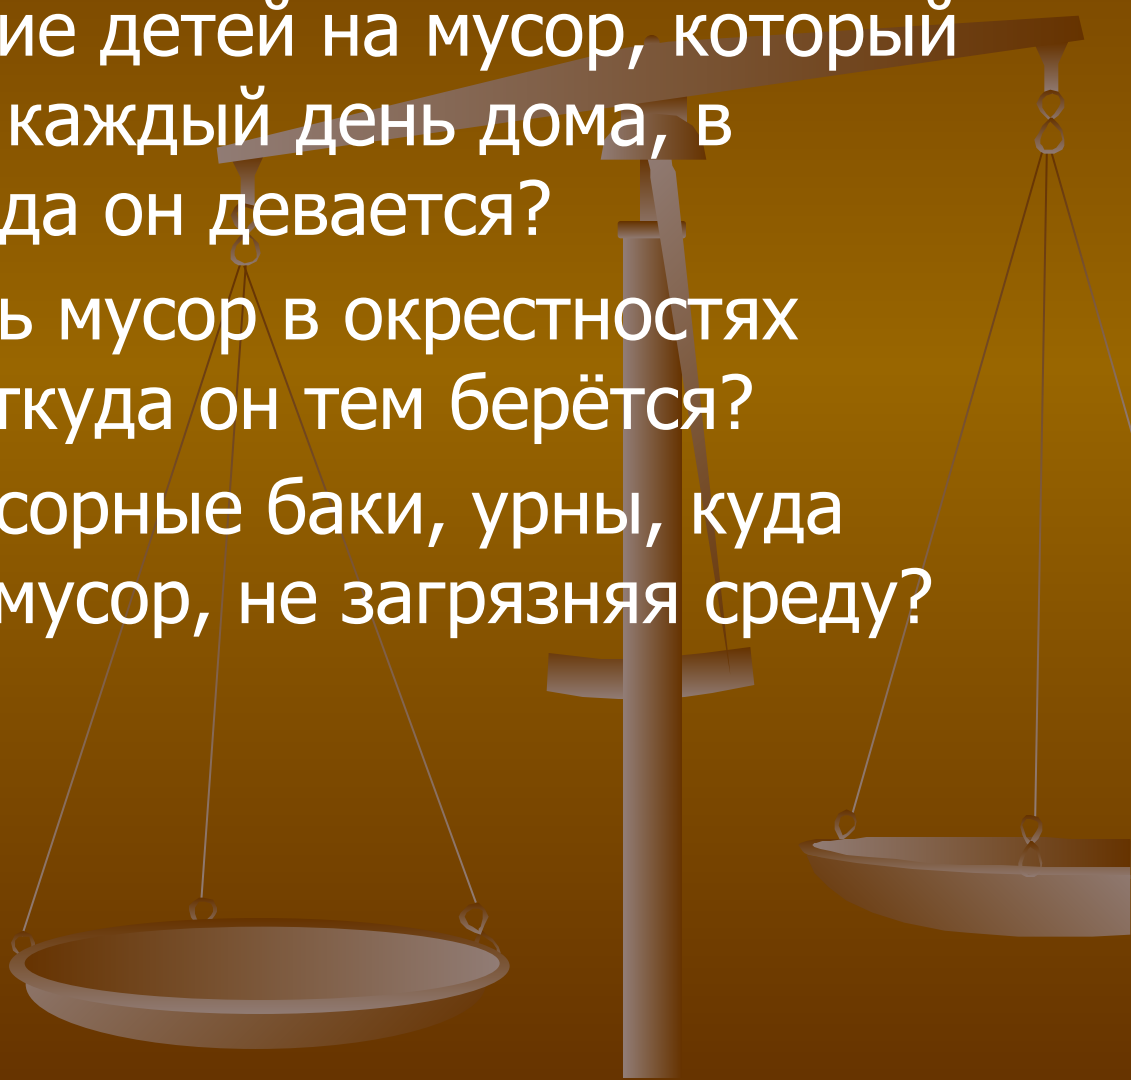 ие детей на мусор, который
каждый день дома, в
да он девается?
ь мусор в окрестностях
ткуда он тем берётся?
сорные баки, урны, куда
мусор, не загрязняя среду?